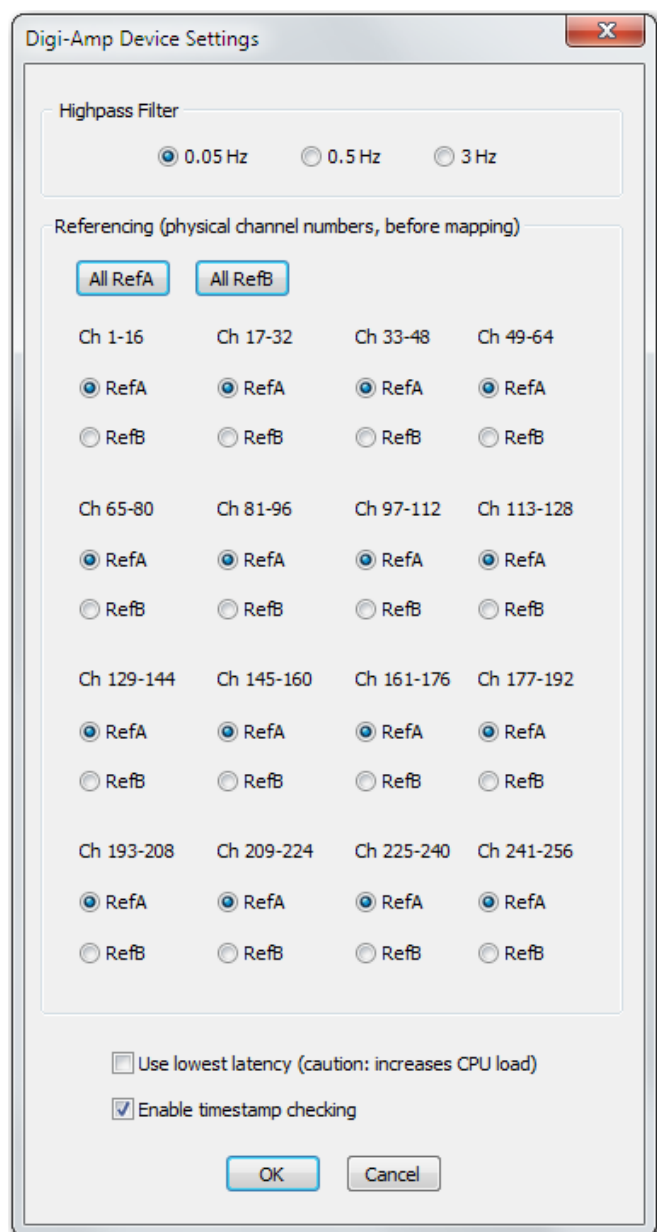 Digi-Amp Device Settings
Highpass Filter
0.05 Hz 0.5 Hz 3 Hz
Referencing (physical channel numbers, before mapping)
All RefA All RefB
Ch 1-16 Ch 17-32 Ch 33-48 Ch 49-64
RefA RefA RefA RefA
RefB RefB RefB RefB
Ch 65-80 Ch 81-96 Ch 97-112 Ch 113-128
RefA RefA RefA RefA
RefB RefB RefB RefB
Ch 129-144 Ch 145-160 Ch 161-176 Ch 177-192
RefA RefA RefA RefA
RefB RefB RefB RefB
Ch 193-208 Ch 209-224 Ch 225-240 Ch 241-256
RefA RefA RefA RefA
RefB RefB RefB RefB
Use lowest latency (caution: increases CPU load)
Enable timestamp checking
OK Cancel